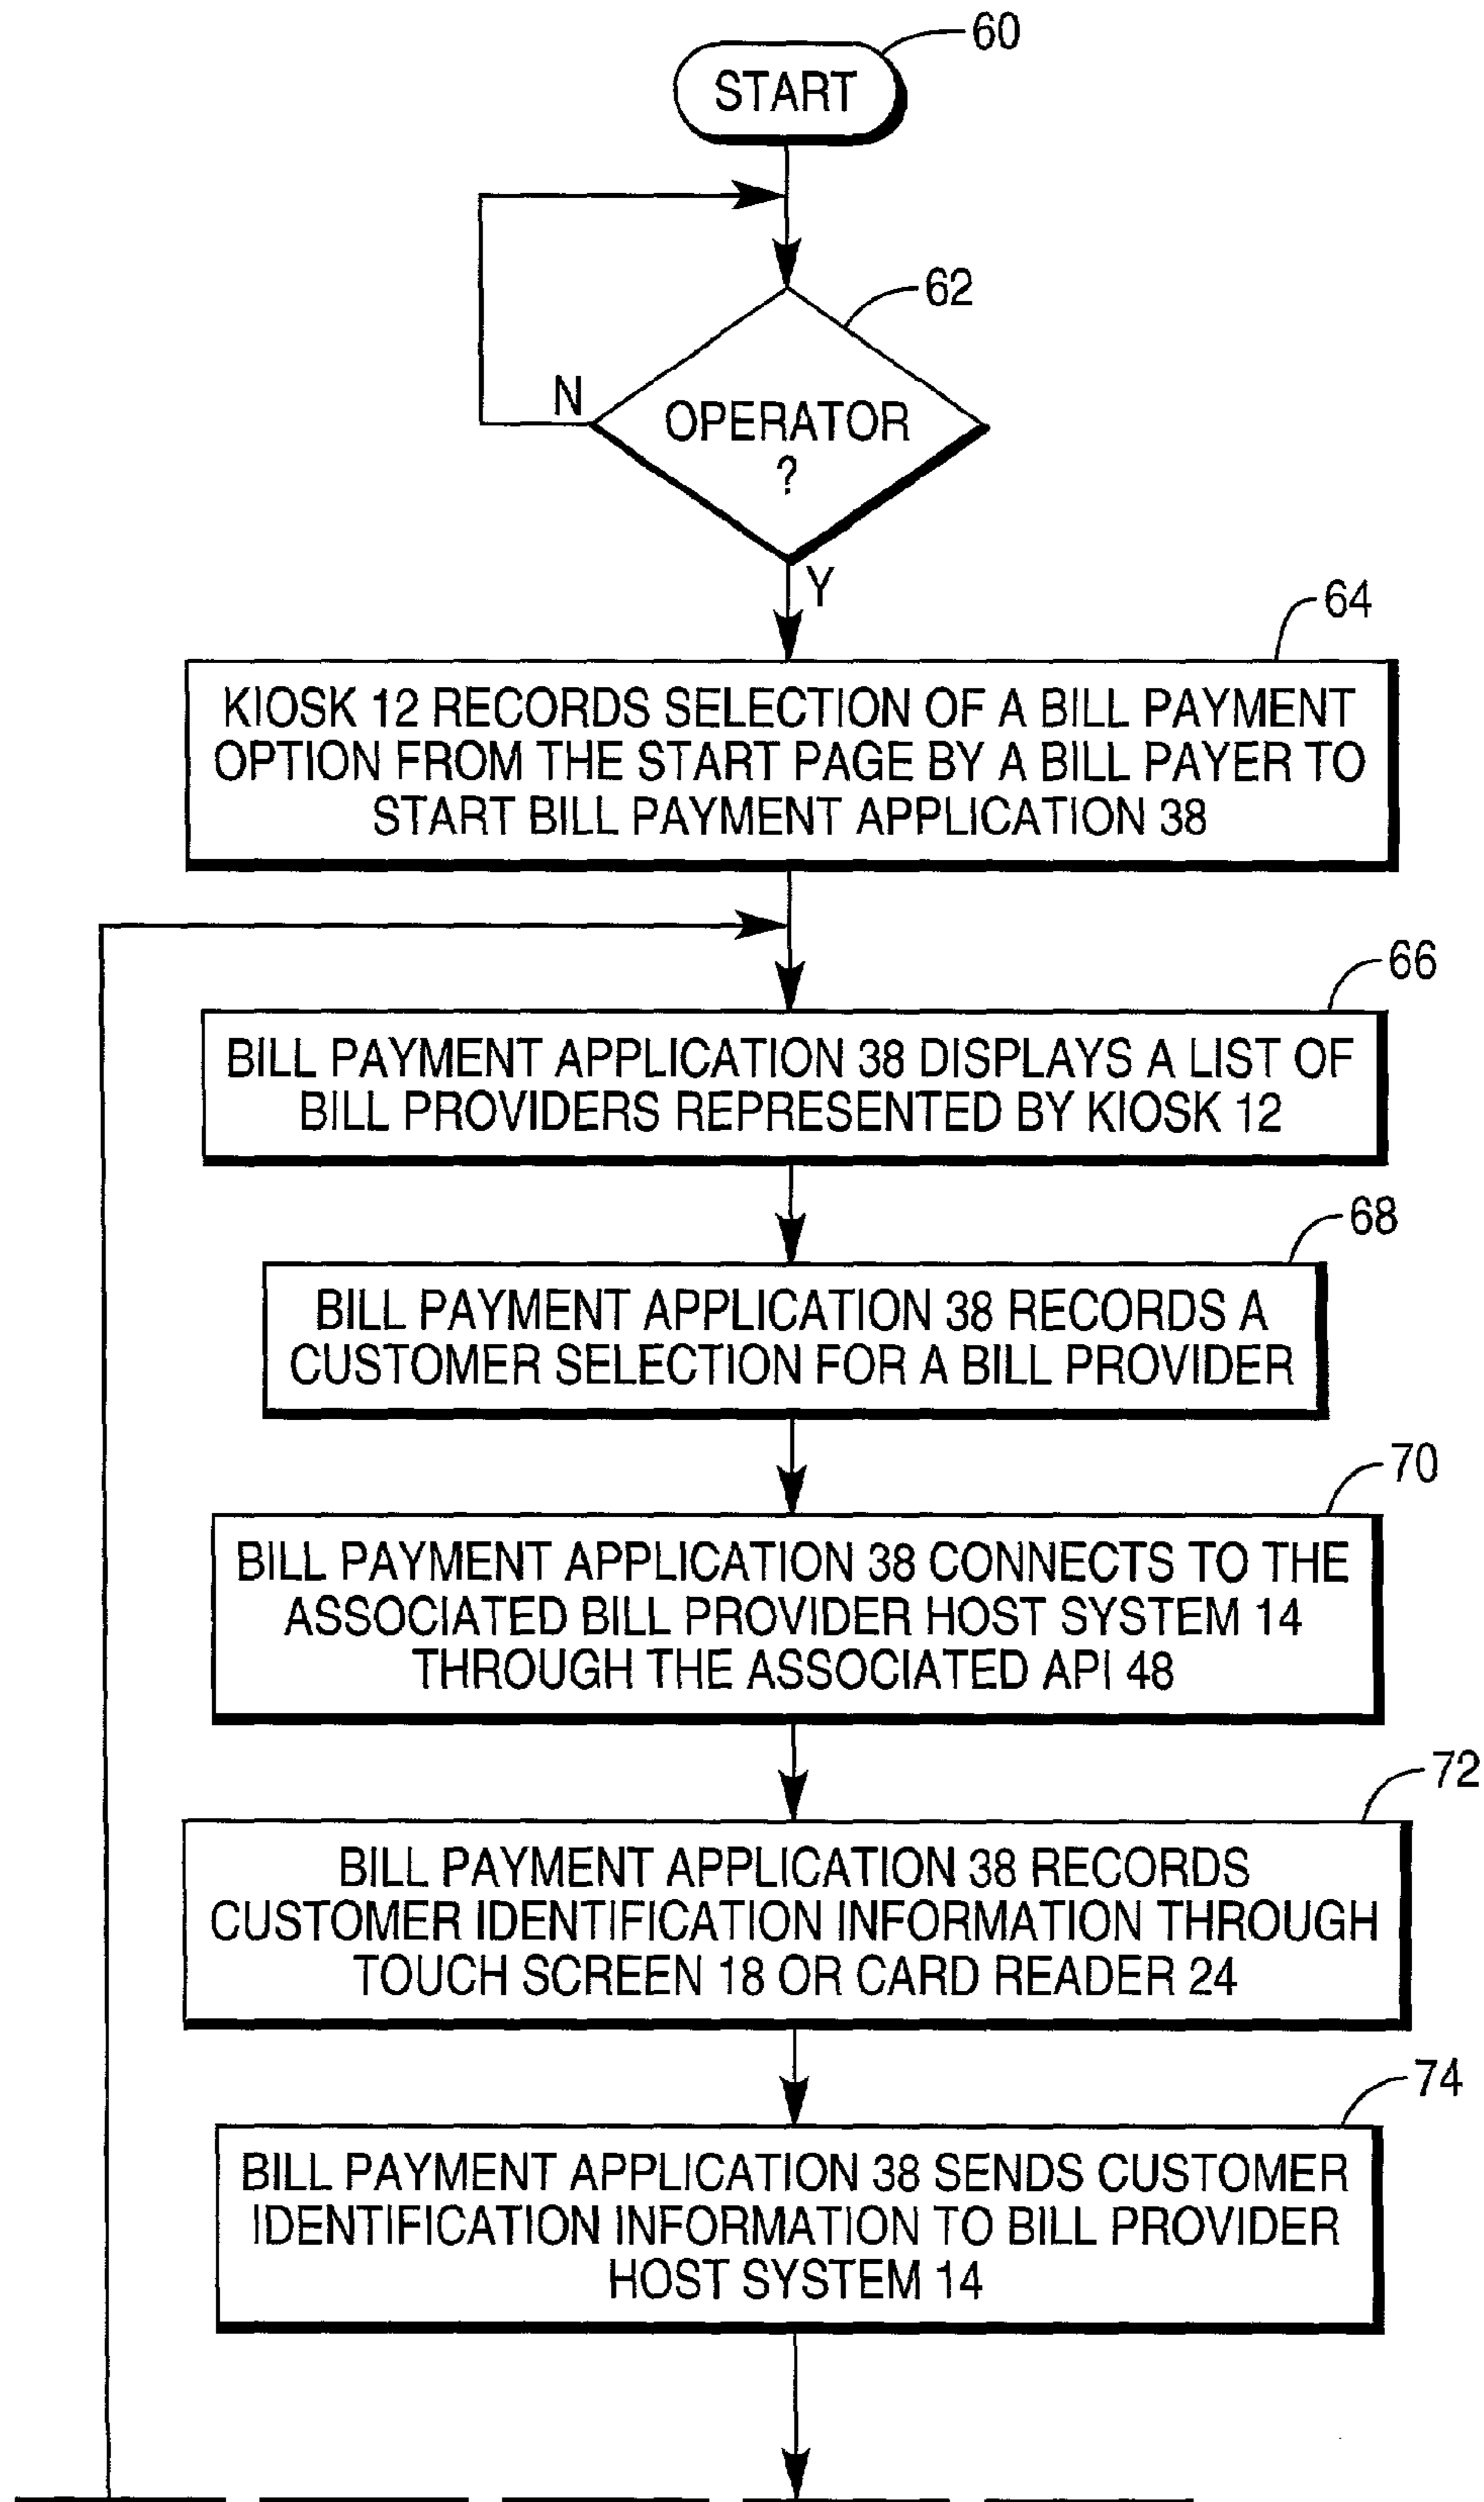 60
START
62
N
OPERATOR
?
Y
64
KIOSK 12 RECORDS SELECTION OF A BILL PAYMENT
OPTION FROM THE START PAGE BY A BILL PAYER TO
START BILL PAYMENT APPLICATION 38
66
BILL PAYMENT APPLICATION 38 DISPLAYS A LIST OF
BILL PROVIDERS REPRESENTED BY KIOSK 12
68
BILL PAYMENT APPLICATION 38 RECORDS A
CUSTOMER SELECTION FOR A BILL PROVIDER
70
BILL PAYMENT APPLICATION 38 CONNECTS TO THE
ASSOCIATED BILL PROVIDER HOST SYSTEM 14
THROUGH THE ASSOCIATED API 48
72
BILL PAYMENT APPLICATION 38 RECORDS
CUSTOMER IDENTIFICATION INFORMATION THROUGH
TOUCH SCREEN 18 OR CARD READER 24
74
BILL PAYMENT APPLICATION 38 SENDS CUSTOMER
IDENTIFICATION INFORMATION TO BILL PROVIDER
HOST SYSTEM 14